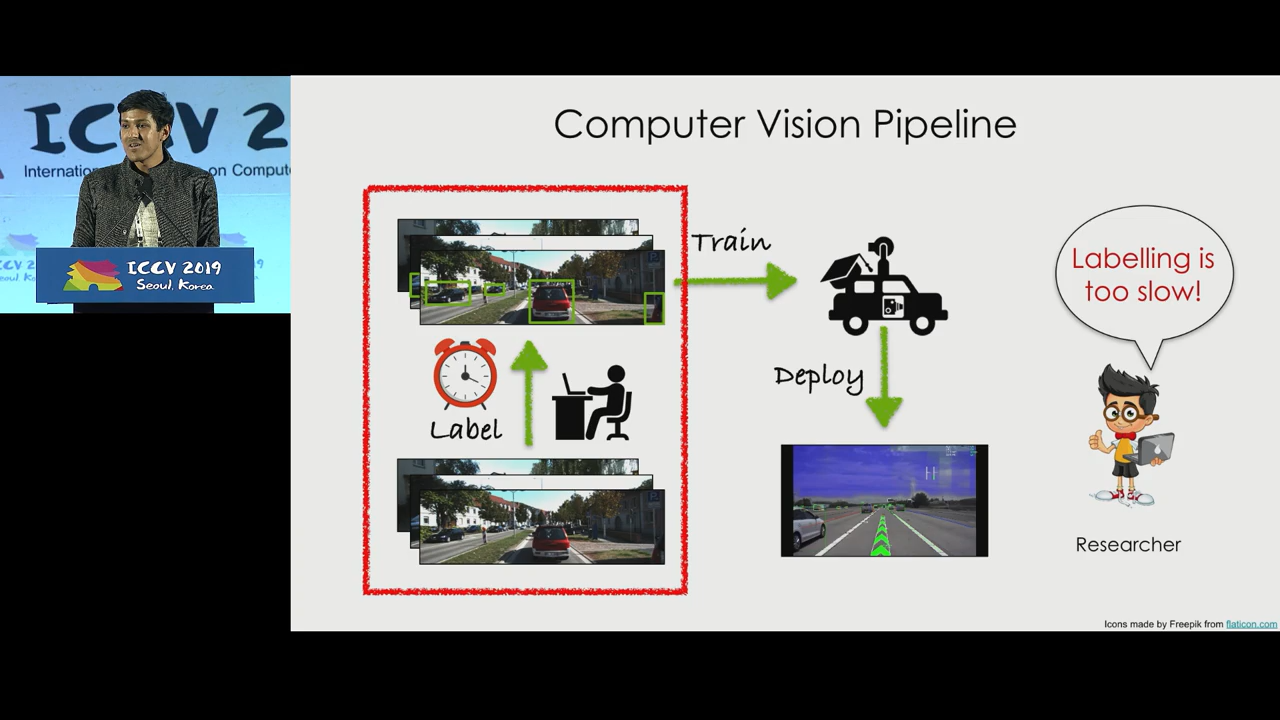 ICCV 2
International
on Compute
ICCV 2019
Seoul, Korea
Computer Vision Pipeline
Train
Labelling is
too slow!
Deploy
Label
Researcher
Icons made by Freepik from flaticon.com